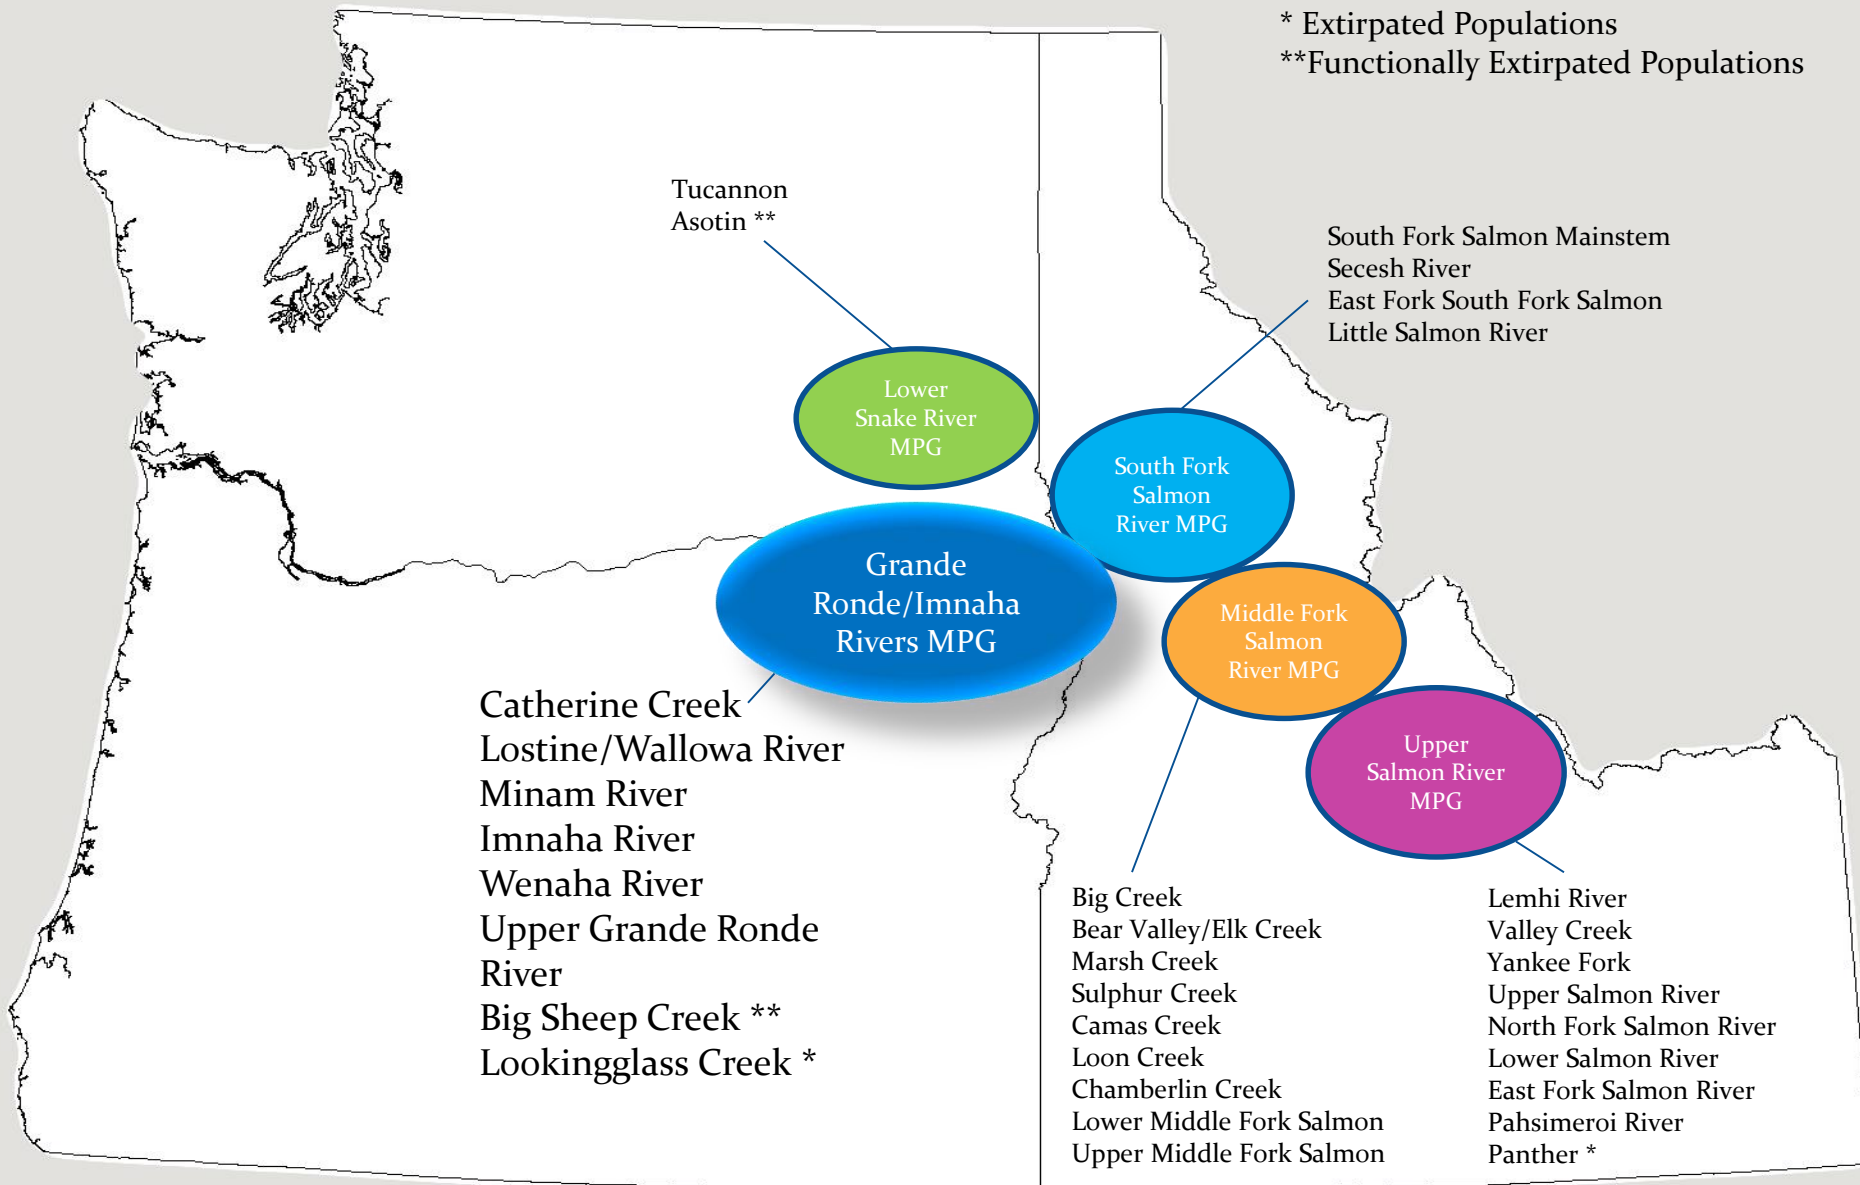 * Extirpated Populations
**Functionally Extirpated Populations
Tucannon
Asotin **
South Fork Salmon Mainstem
Secesh River
East Fork South Fork Salmon
Little Salmon River
Lower
Snake River
MPG
South Fork
Salmon
River MPG
Grande
Ronde/Imnaha
Rivers MPG
Middle Fork
Salmon
River MPG
Upper
Salmon River
MPG
Catherine Creek
Lostine/Wallowa River
Minam River
Imnaha River
Wenaha River
Upper Grande Ronde
River
Big Sheep Creek **
Lookingglass Creek *
Big Creek
Bear Valley/Elk Creek
Marsh Creek
Sulphur Creek
Camas Creek
Loon Creek
Chamberlin Creek
Lower Middle Fork Salmon
Upper Middle Fork Salmon
Lemhi River
Valley Creek
Yankee Fork
Upper Salmon River
North Fork Salmon River
Lower Salmon River
East Fork Salmon River
Pahsimeroi River
Panther *